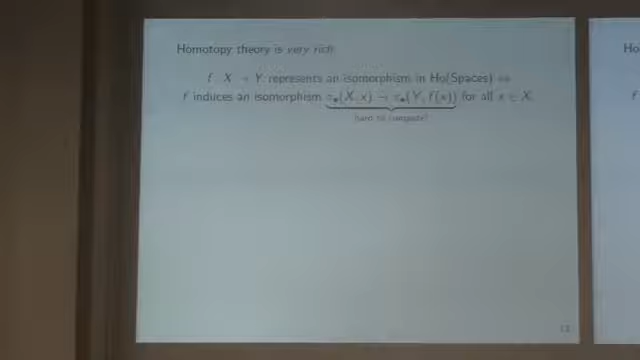 Homotopy theory is very rich
f X → Y represents an isomorphism in Ho(Spaces) ⇔
f induces an isomorphism π∗(X, x) → π∗(Y, f(x)) for all x ∈ X.
hard to compute!
Ho
f